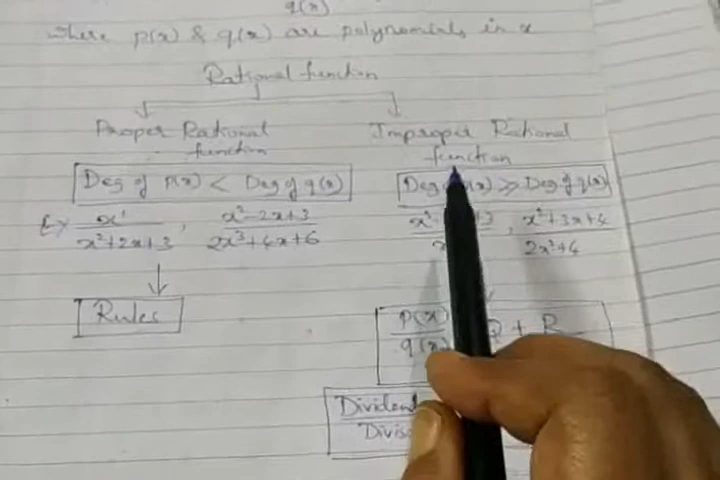 q(x)
where p(x) & q(x) are polynomials in x
Rational function
Proper Rational function
Deg of p(x) < Deg of q(x)
Ex) x¹/x²+2x+3 , x²-2x+3/2x³+4x+6
Rules
Improper Rational function
Deg p(x) ≥ Deg of q(x)
x²+3x+4/2x²+4
p(x)/q(x) Q + R
Dividend